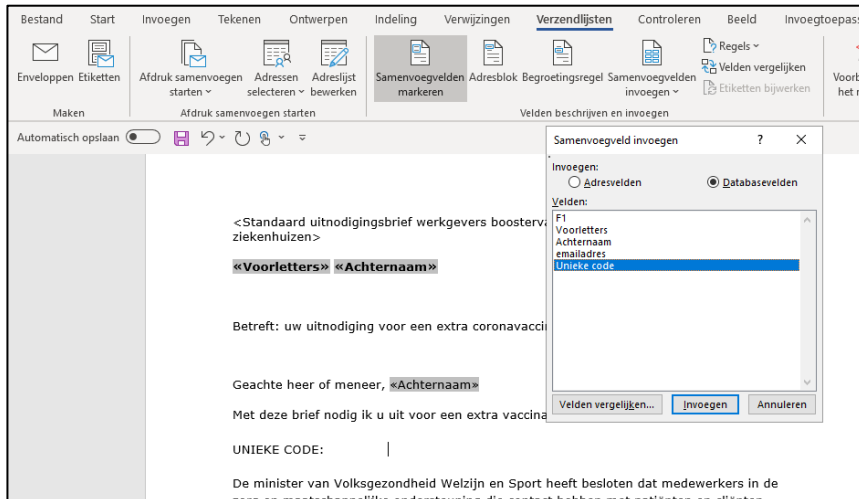 Bestand Start Invoegen Tekenen Ontwerpen Indeling Verwijzingen Verzendlijsten Controleren Beeld Invoegtoepass
Enveloppen Etiketten Afdruk samenvoegen starten Adressen selecteren Adreslijst bewerken Samenvoegvelden markeren Adresblok Begroetingsregel Samenvoegvelden invoegen
Regels
Velden vergelijken
Etiketten bijwerken
Voorb
het r
Maken Afdruk samenvoegen starten Velden beschrijven en invoegen
Automatisch opslaan
Samenvoegveld invoegen ? X
Invoegen:
Adresvelden Databasevelden
Velden:
F1
Voorletters
Achternaam
emailadres
Unieke code
Velden vergelijken... Invoegen Annuleren
<Standaard uitnodigingsbrief werkgevers boosterva
ziekenhuizen>
«Voorletters» «Achternaam»
Betreft: uw uitnodiging voor een extra coronavacci
Geachte heer of meneer, «Achternaam»
Met deze brief nodig ik u uit voor een extra vaccina
UNIEKE CODE:
De minister van Volksgezondheid Welzijn en Sport heeft besloten dat medewerkers in de